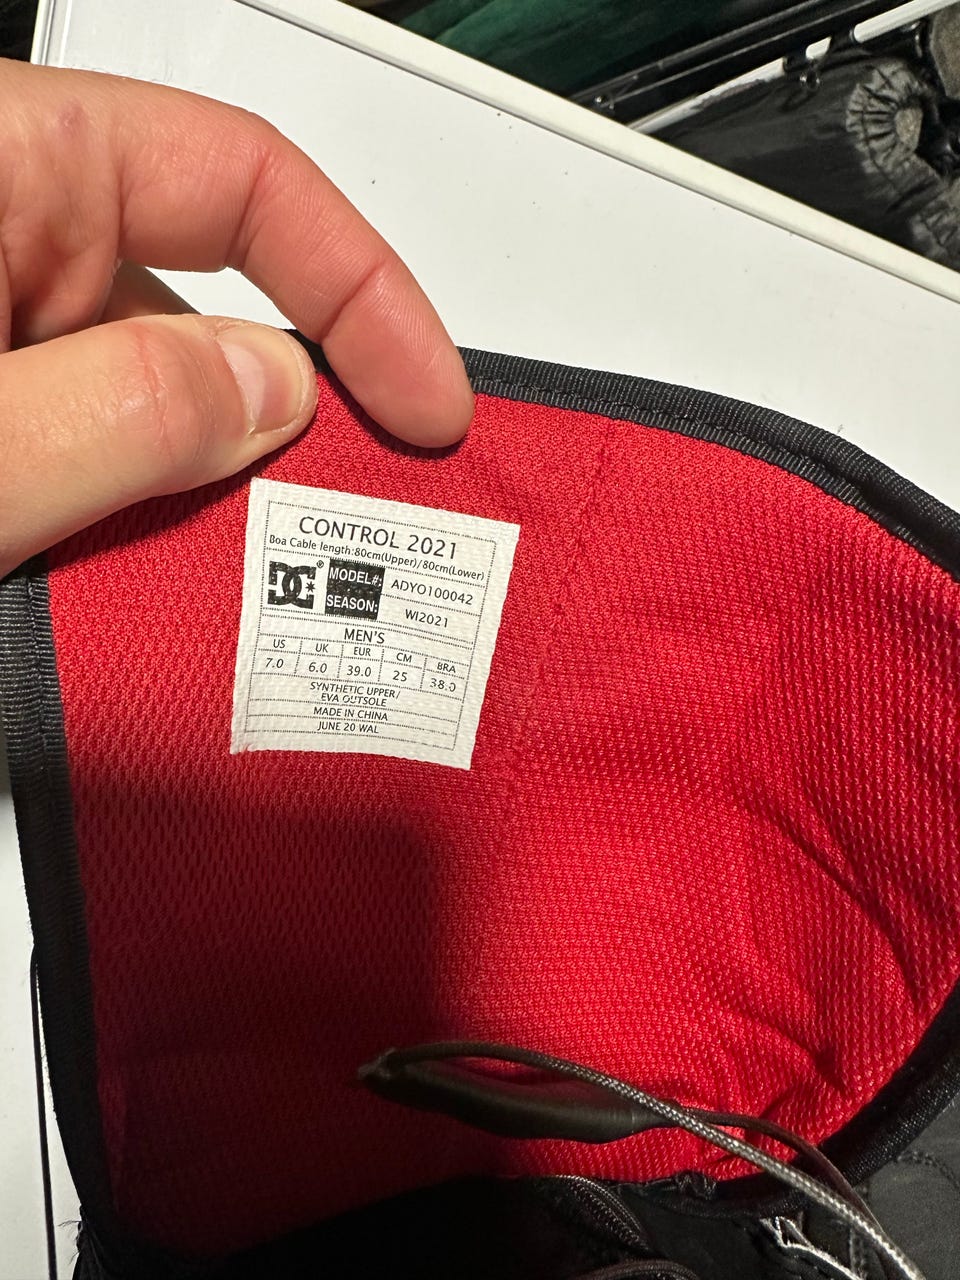 CONTROL 2021
Boa Cable length:80cm(Upper)/80cm(Lower)
DC® MODEL#: ADYO100042
SEASON: WI2021
MEN'S
US UK EUR CM BRA
7.0 6.0 39.0 25 38.0
SYNTHETIC UPPER/
EVA OUTSOLE
MADE IN CHINA
JUNE 20 WAL